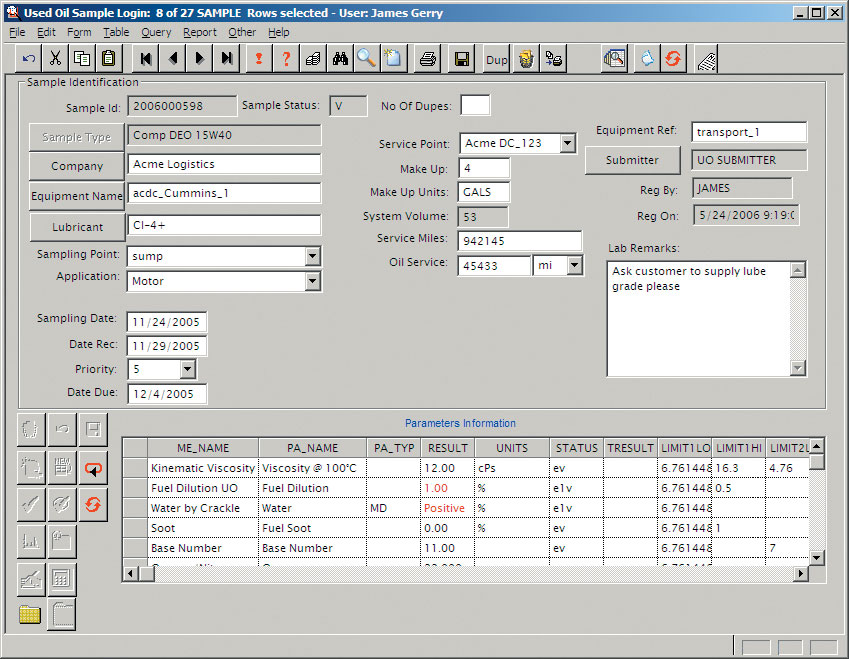 Used Oil Sample Login: 8 of 27 SAMPLE Rows selected - User: James Gerry
File Edit Form Table Query Report Other Help
Dup
Sample Identification
Sample Id: 2006000598 Sample Status: V No Of Dupes:
Sample Type Comp DEO 15W40
Company Acme Logistics
Equipment Name acdc_Cummins_1
Lubricant CI-4+
Sampling Point: sump
Application: Motor
Sampling Date: 11/24/2005
Date Rec: 11/29/2005
Priority: 5
Date Due: 12/4/2005
Service Point: Acme DC_123
Make Up: 4
Make Up Units: GALS
System Volume: 53
Service Miles: 942145
Oil Service: 45433 mi
Equipment Ref: transport_1
Submitter UO SUBMITTER
Reg By: JAMES
Reg On: 5/24/2006 9:19:0
Lab Remarks:
Ask customer to supply lube
grade please
Parameters Information
ME_NAME PA_NAME PA_TYP RESULT UNITS STATUS TRESULT LIMIT1LO LIMIT1HI LIMIT2L
Kinematic Viscosity Viscosity @ 100°C 12.00 cPs ev 6.761448 16.3 4.76
Fuel Dilution UO Fuel Dilution 1.00 % e1v 6.761448 0.5
Water by Crackle Water MD Positive % e1v 6.761448
Soot Fuel Soot 0.00 % ev 6.761448 1
Base Number Base Number 11.00 ev 6.761448 7